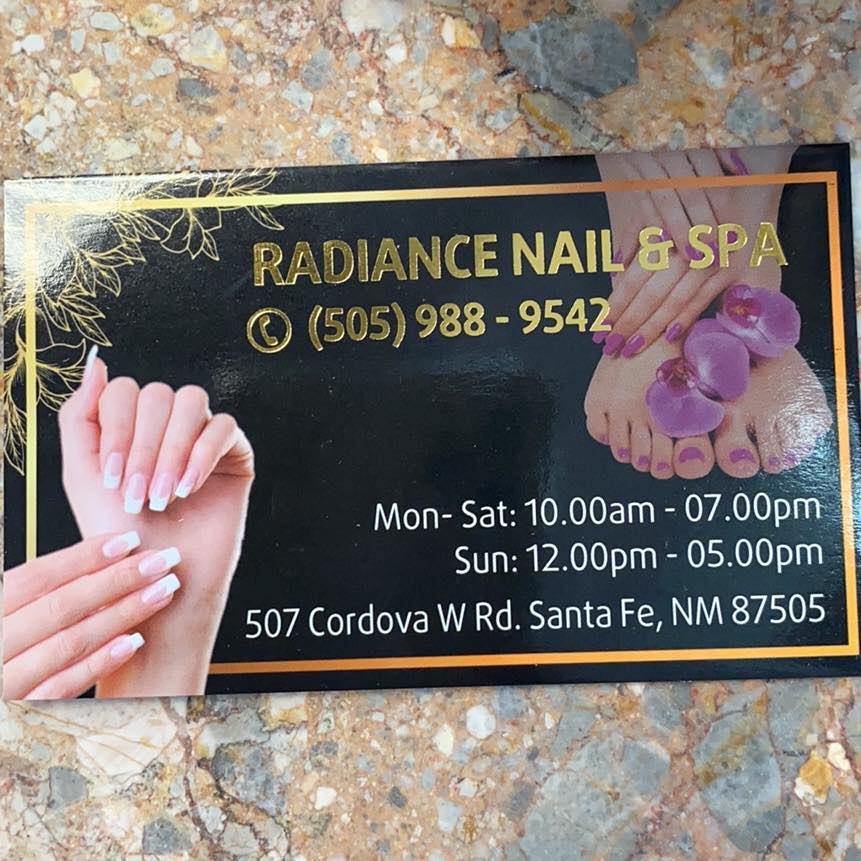 RADIANCE NAIL & SPA
(505) 988 - 9542
Mon- Sat: 10.00am - 07.00pm
Sun: 12.00pm - 05.00pm
507 Cordova W Rd. Santa Fe, NM 87505